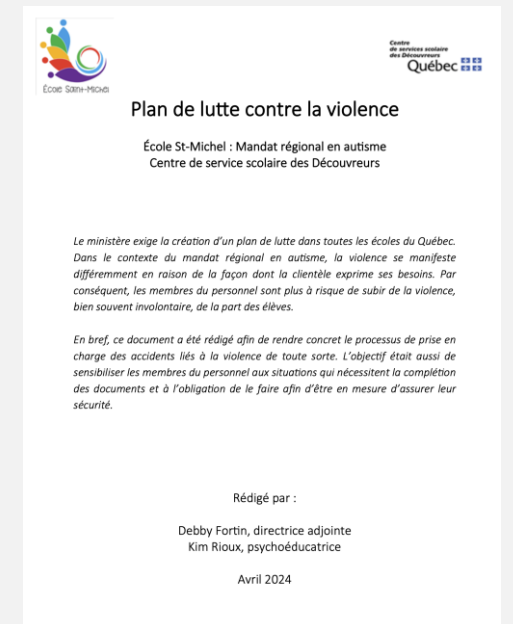 École Saint-Michel
Centre
de services scolaire
des Découvreurs
Québec
Plan de lutte contre la violence
École St-Michel : Mandat régional en autisme
Centre de service scolaire des Découvreurs
Le ministère exige la création d’un plan de lutte dans toutes les écoles du Québec.
Dans le contexte du mandat régional en autisme, la violence se manifeste
différemment en raison de la façon dont la clientèle exprime ses besoins. Par
conséquent, les membres du personnel sont plus à risque de subir de la violence,
bien souvent involontaire, de la part des élèves.
En bref, ce document a été rédigé afin de rendre concret le processus de prise en
charge des accidents liés à la violence de toute sorte. L’objectif était aussi de
sensibiliser les membres du personnel aux situations qui nécessitent la complétion
des documents et à l’obligation de le faire afin d’être en mesure d’assurer leur
sécurité.
Rédigé par :
Debby Fortin, directrice adjointe
Kim Rioux, psychoéducatrice
Avril 2024